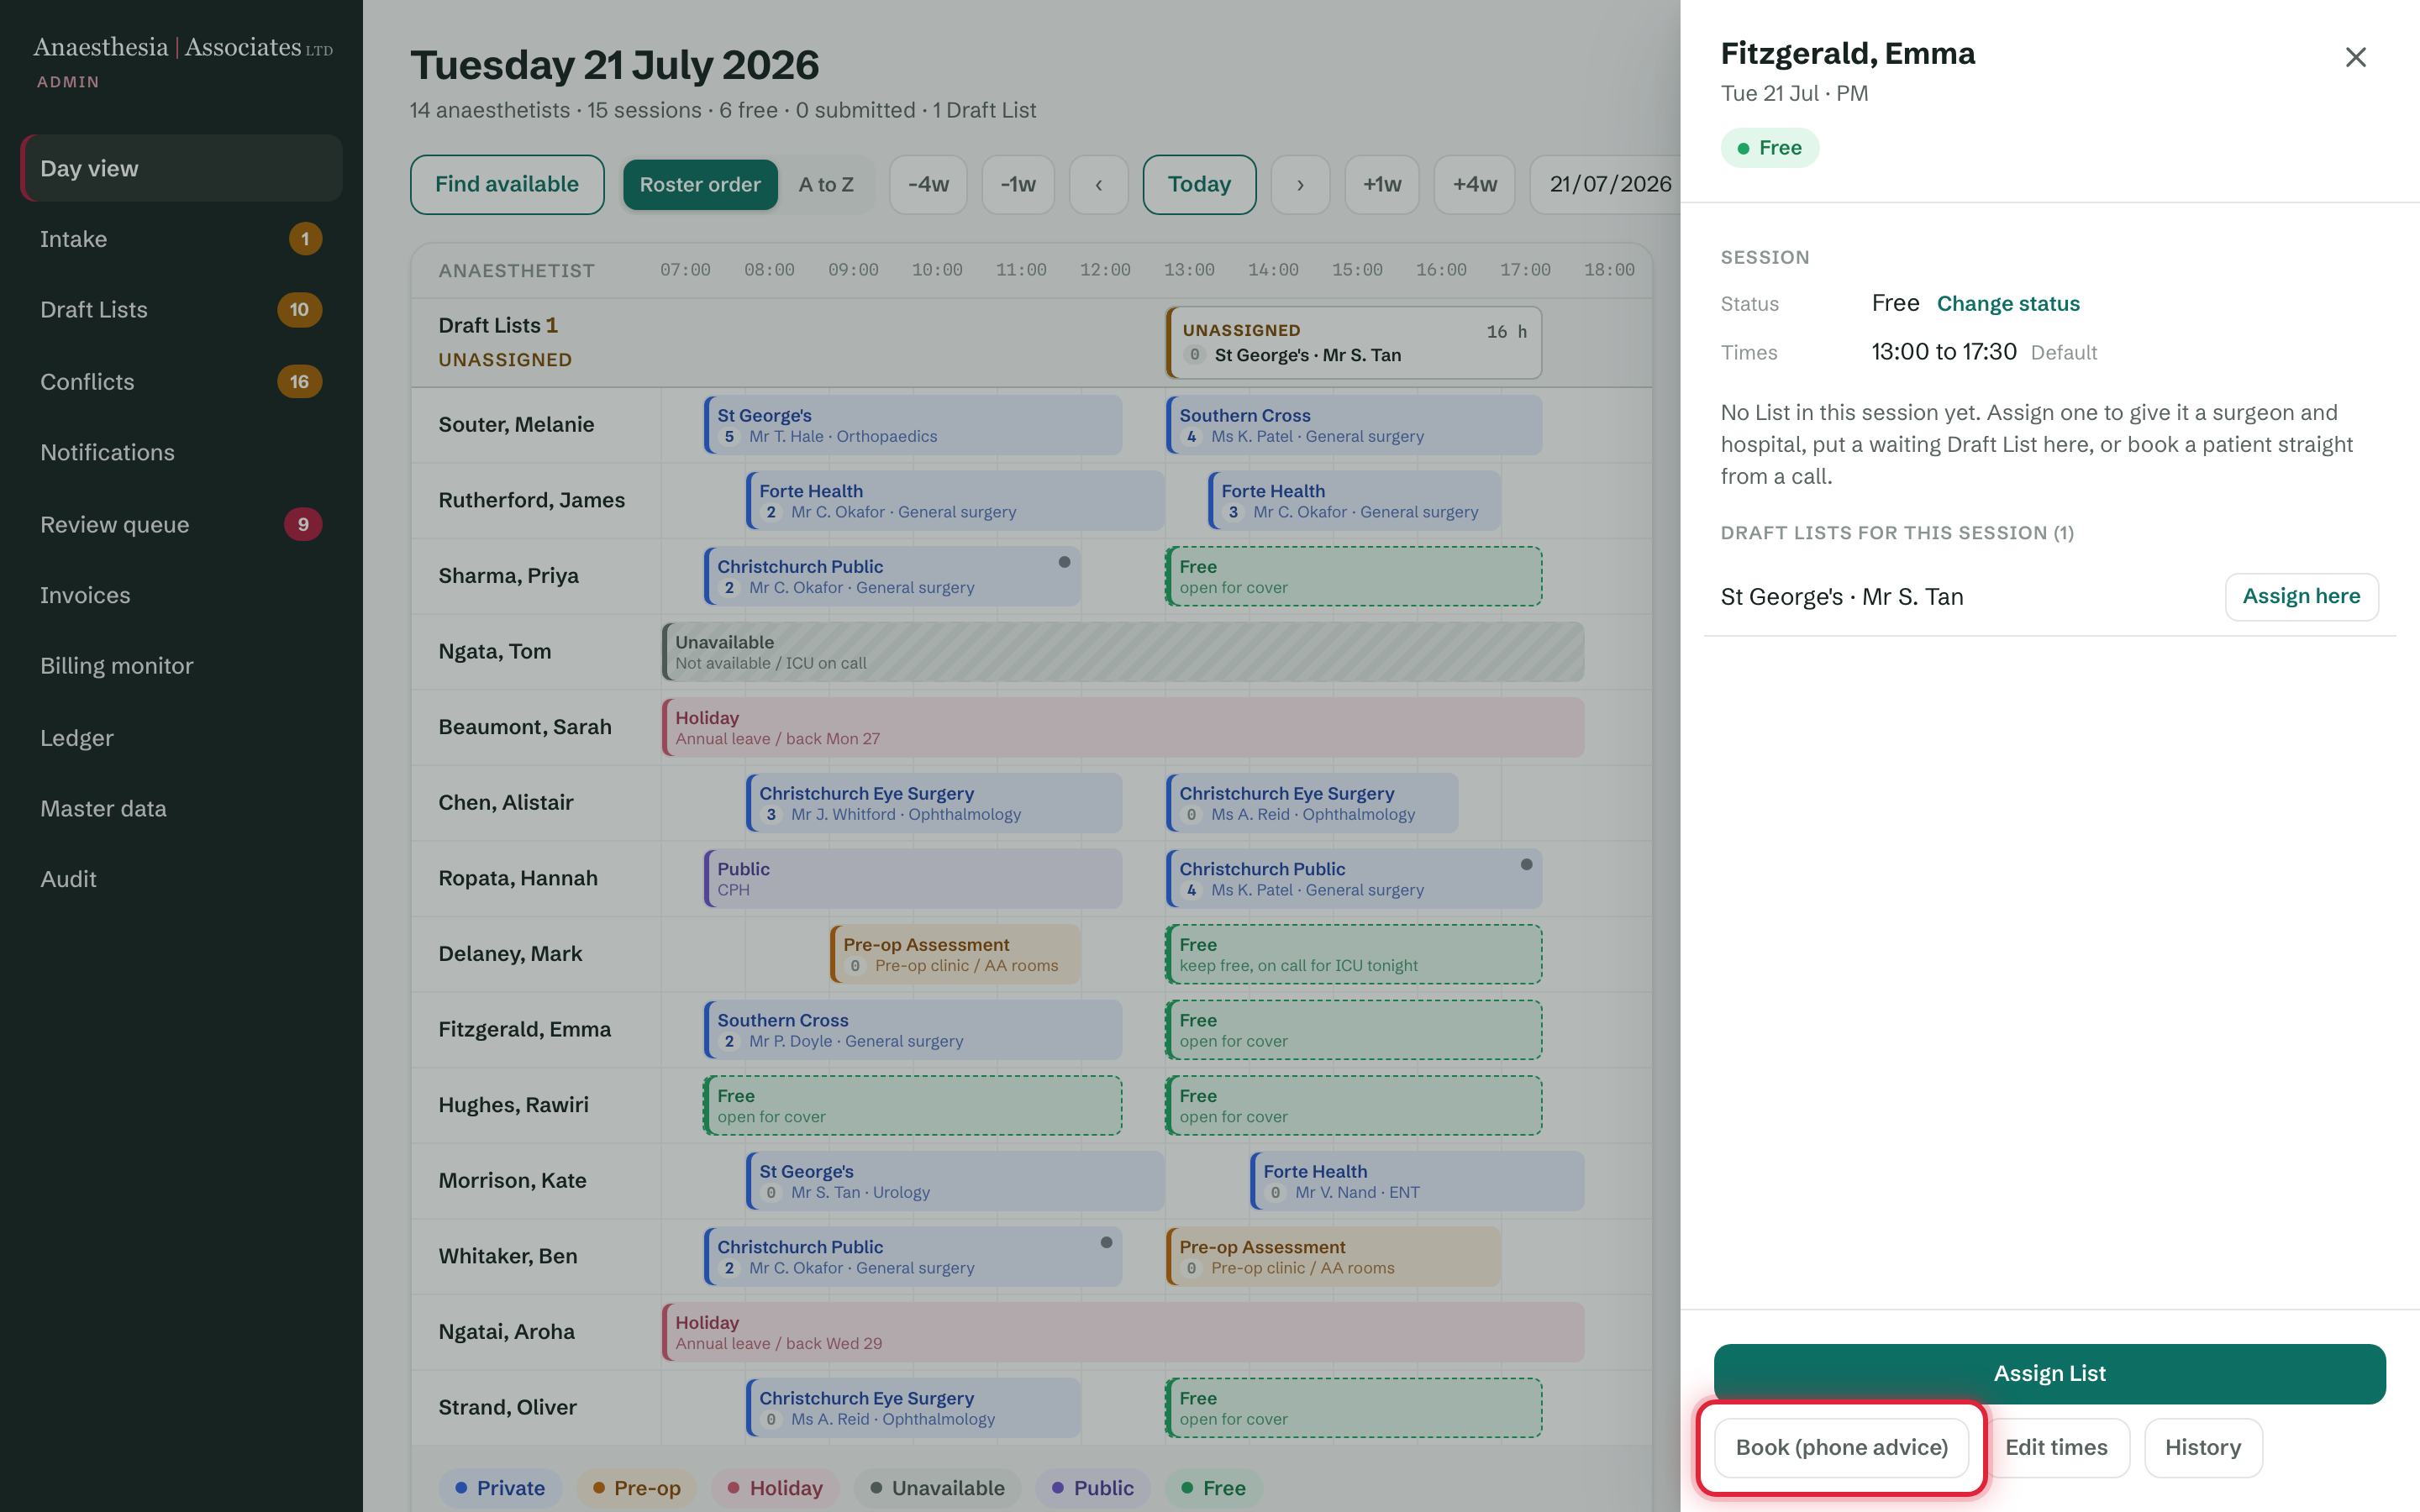 Anaesthesia | Associates LTD
ADMIN
Day view
Intake 1
Draft Lists 10
Conflicts 16
Notifications
Review queue 9
Invoices
Billing monitor
Ledger
Master data
Audit
Tuesday 21 July 2026
14 anaesthetists · 15 sessions · 6 free · 0 submitted · 1 Draft List
Find available Roster order A to Z -4w -1w ‹ Today › +1w +4w 21/07/2026
ANAESTHETIST 07:00 08:00 09:00 10:00 11:00 12:00 13:00 14:00 15:00 16:00 17:00 18:00
Draft Lists 1
UNASSIGNED
UNASSIGNED 16 h
0 St George's · Mr S. Tan
Souter, Melanie
St George's
5 Mr T. Hale · Orthopaedics
Southern Cross
4 Ms K. Patel · General surgery
Rutherford, James
Forte Health
2 Mr C. Okafor · General surgery
Forte Health
3 Mr C. Okafor · General surgery
Sharma, Priya
Christchurch Public
2 Mr C. Okafor · General surgery
Free
open for cover
Ngata, Tom
Unavailable
Not available / ICU on call
Beaumont, Sarah
Holiday
Annual leave / back Mon 27
Chen, Alistair
Christchurch Eye Surgery
3 Mr J. Whitford · Ophthalmology
Christchurch Eye Surgery
0 Ms A. Reid · Ophthalmology
Ropata, Hannah
Public
CPH
Christchurch Public
4 Ms K. Patel · General surgery
Delaney, Mark
Pre-op Assessment
0 Pre-op clinic / AA rooms
Free
keep free, on call for ICU tonight
Fitzgerald, Emma
Southern Cross
2 Mr P. Doyle · General surgery
Free
open for cover
Hughes, Rawiri
Free
open for cover
Free
open for cover
Morrison, Kate
St George's
0 Mr S. Tan · Urology
Forte Health
0 Mr V. Nand · ENT
Whitaker, Ben
Christchurch Public
2 Mr C. Okafor · General surgery
Pre-op Assessment
0 Pre-op clinic / AA rooms
Ngatai, Aroha
Holiday
Annual leave / back Wed 29
Strand, Oliver
Christchurch Eye Surgery
0 Ms A. Reid · Ophthalmology
Free
open for cover
Private Pre-op Holiday Unavailable Public Free
Fitzgerald, Emma
Tue 21 Jul · PM
Free
SESSION
Status Free Change status
Times 13:00 to 17:30 Default
No List in this session yet. Assign one to give it a surgeon and
hospital, put a waiting Draft List here, or book a patient straight
from a call.
DRAFT LISTS FOR THIS SESSION (1)
St George's · Mr S. Tan Assign here
Assign List
Book (phone advice) Edit times History